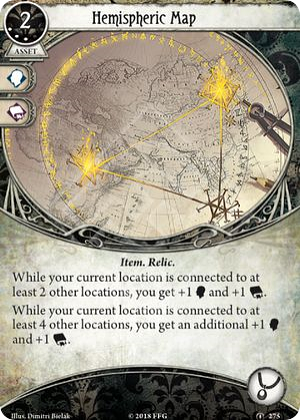 Hemispheric Map
2
ASSET
Item. Relic.
While your current location is connected to at
least 2 other locations, you get +1 and +1 .
While your current location is connected to at
least 4 other locations, you get an additional +1
and +1 .
Illus. Dimitri Bielak
© 2018 FFG
275